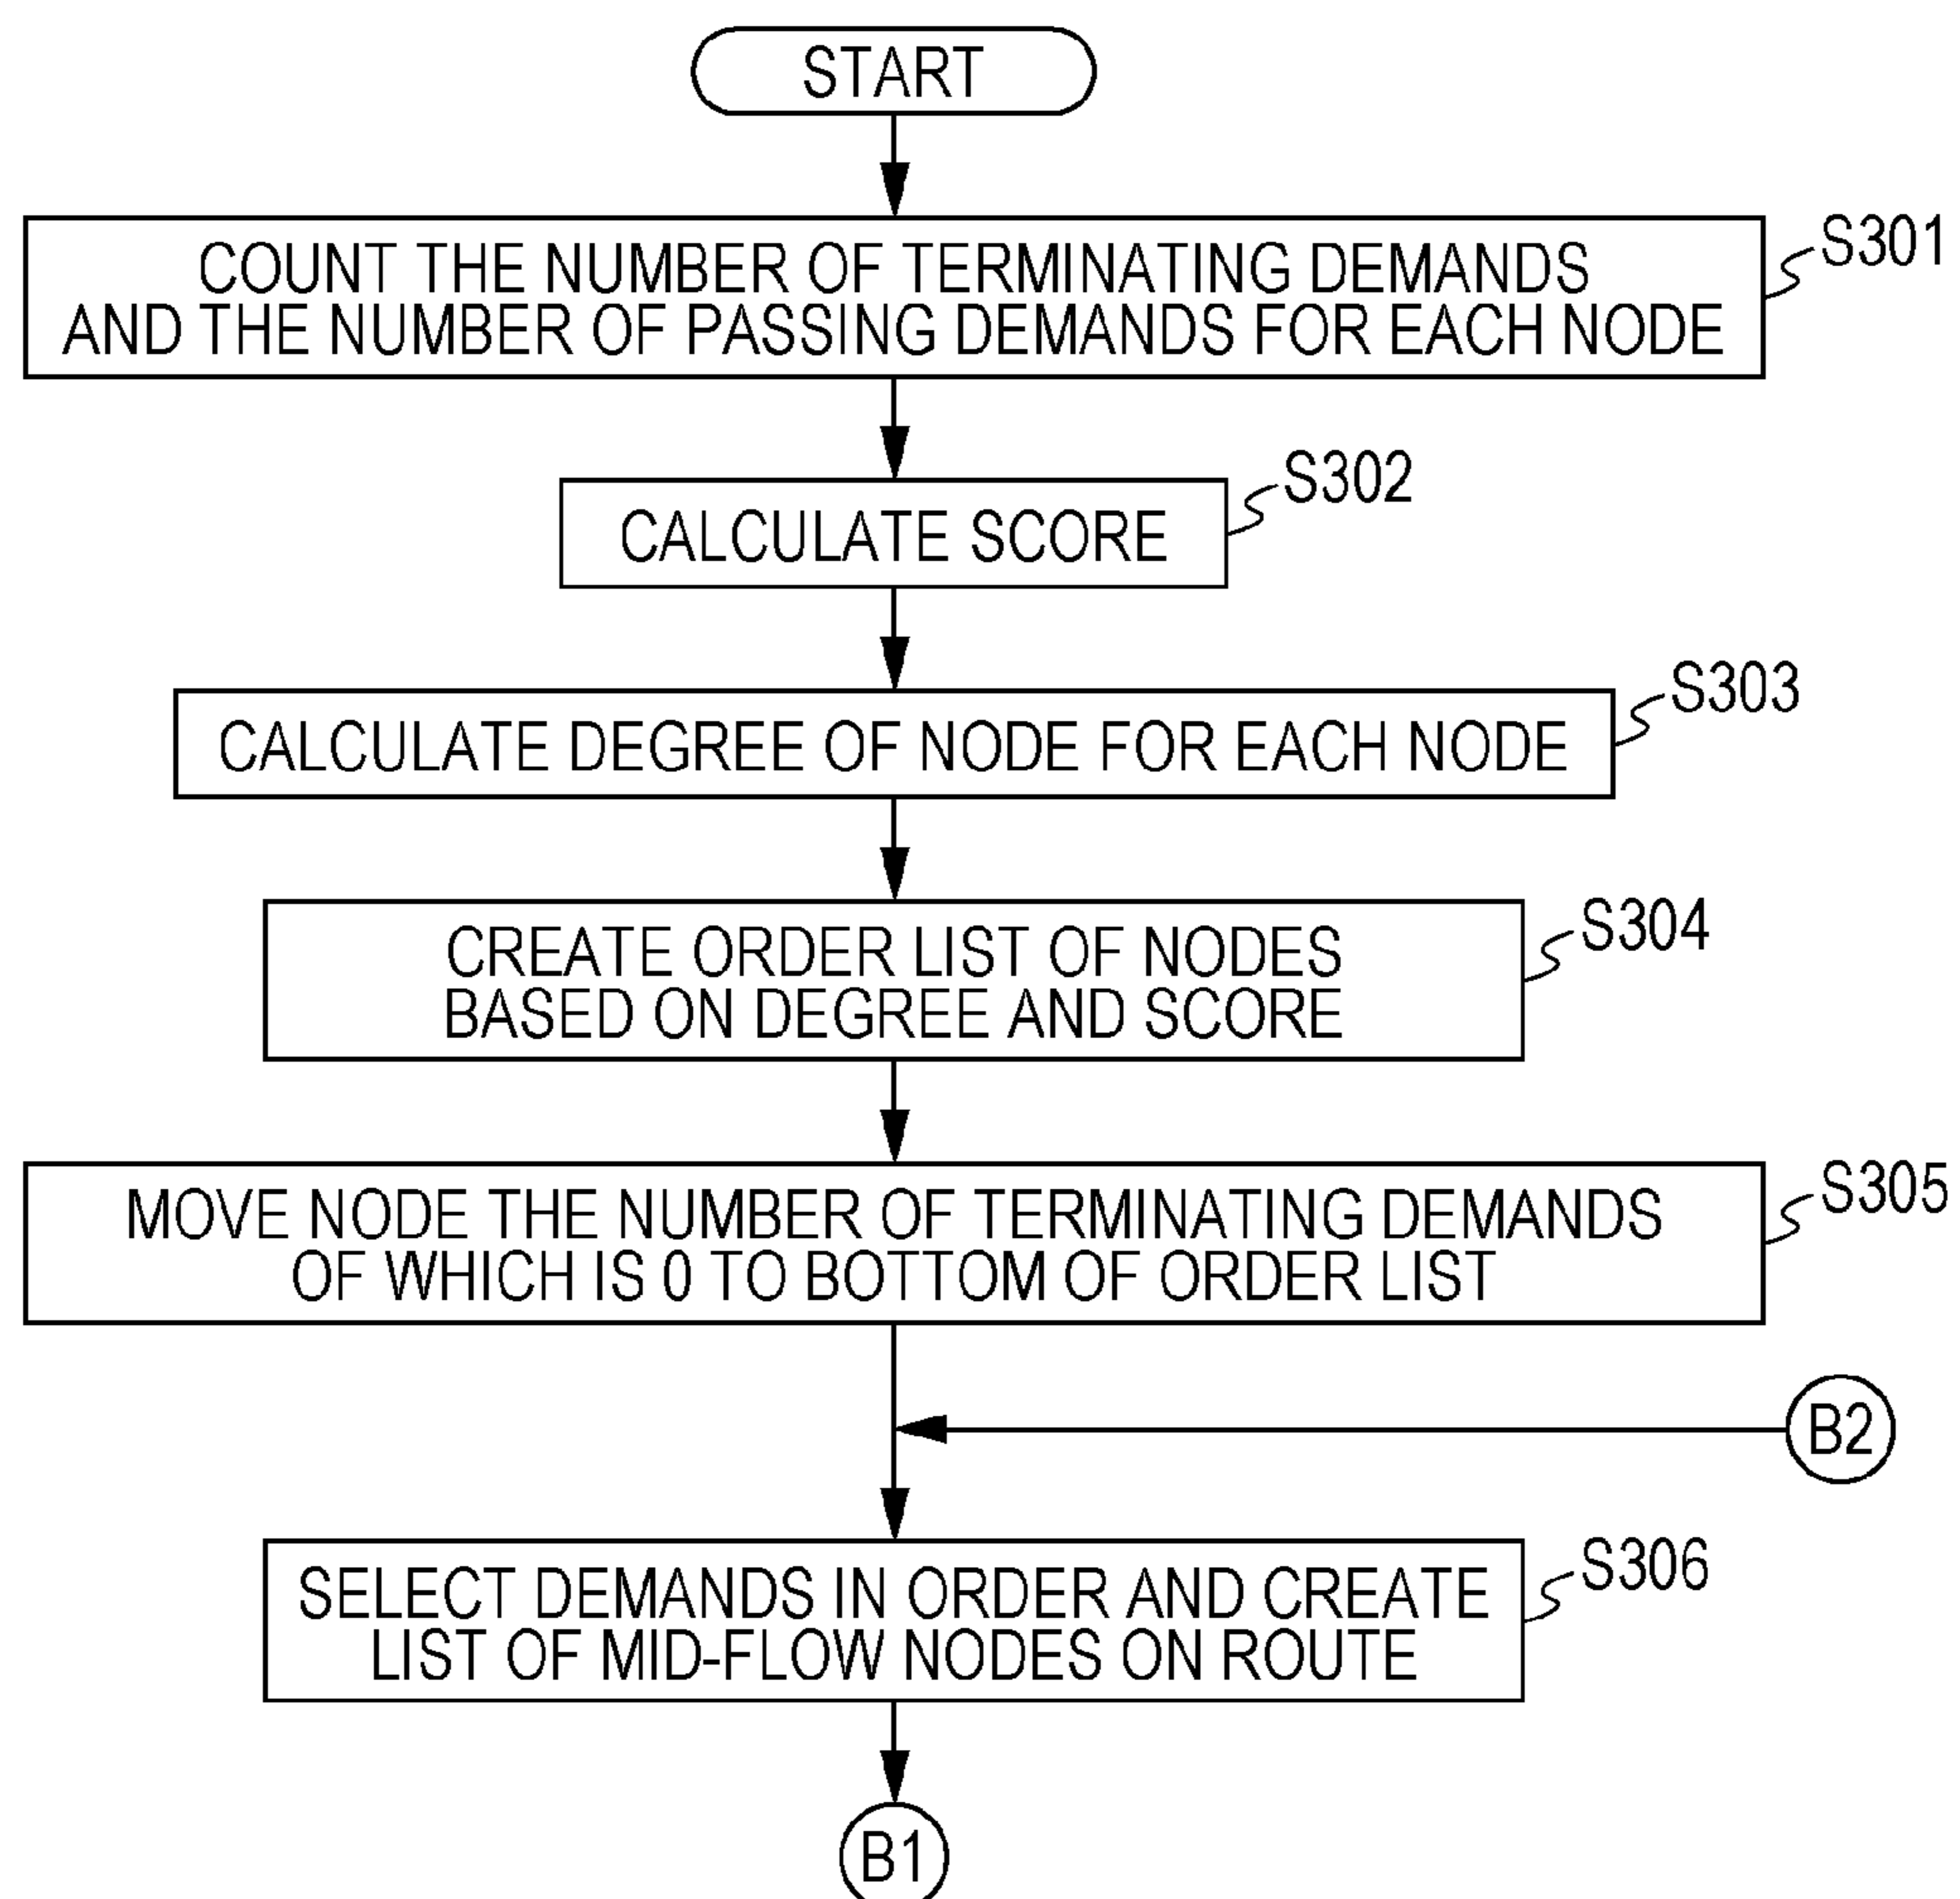 START
COUNT THE NUMBER OF TERMINATING DEMANDS
AND THE NUMBER OF PASSING DEMANDS FOR EACH NODE
S301
CALCULATE SCORE
S302
CALCULATE DEGREE OF NODE FOR EACH NODE
S303
CREATE ORDER LIST OF NODES
BASED ON DEGREE AND SCORE
S304
MOVE NODE THE NUMBER OF TERMINATING DEMANDS
OF WHICH IS 0 TO BOTTOM OF ORDER LIST
S305
B2
SELECT DEMANDS IN ORDER AND CREATE
LIST OF MID-FLOW NODES ON ROUTE
S306
B1